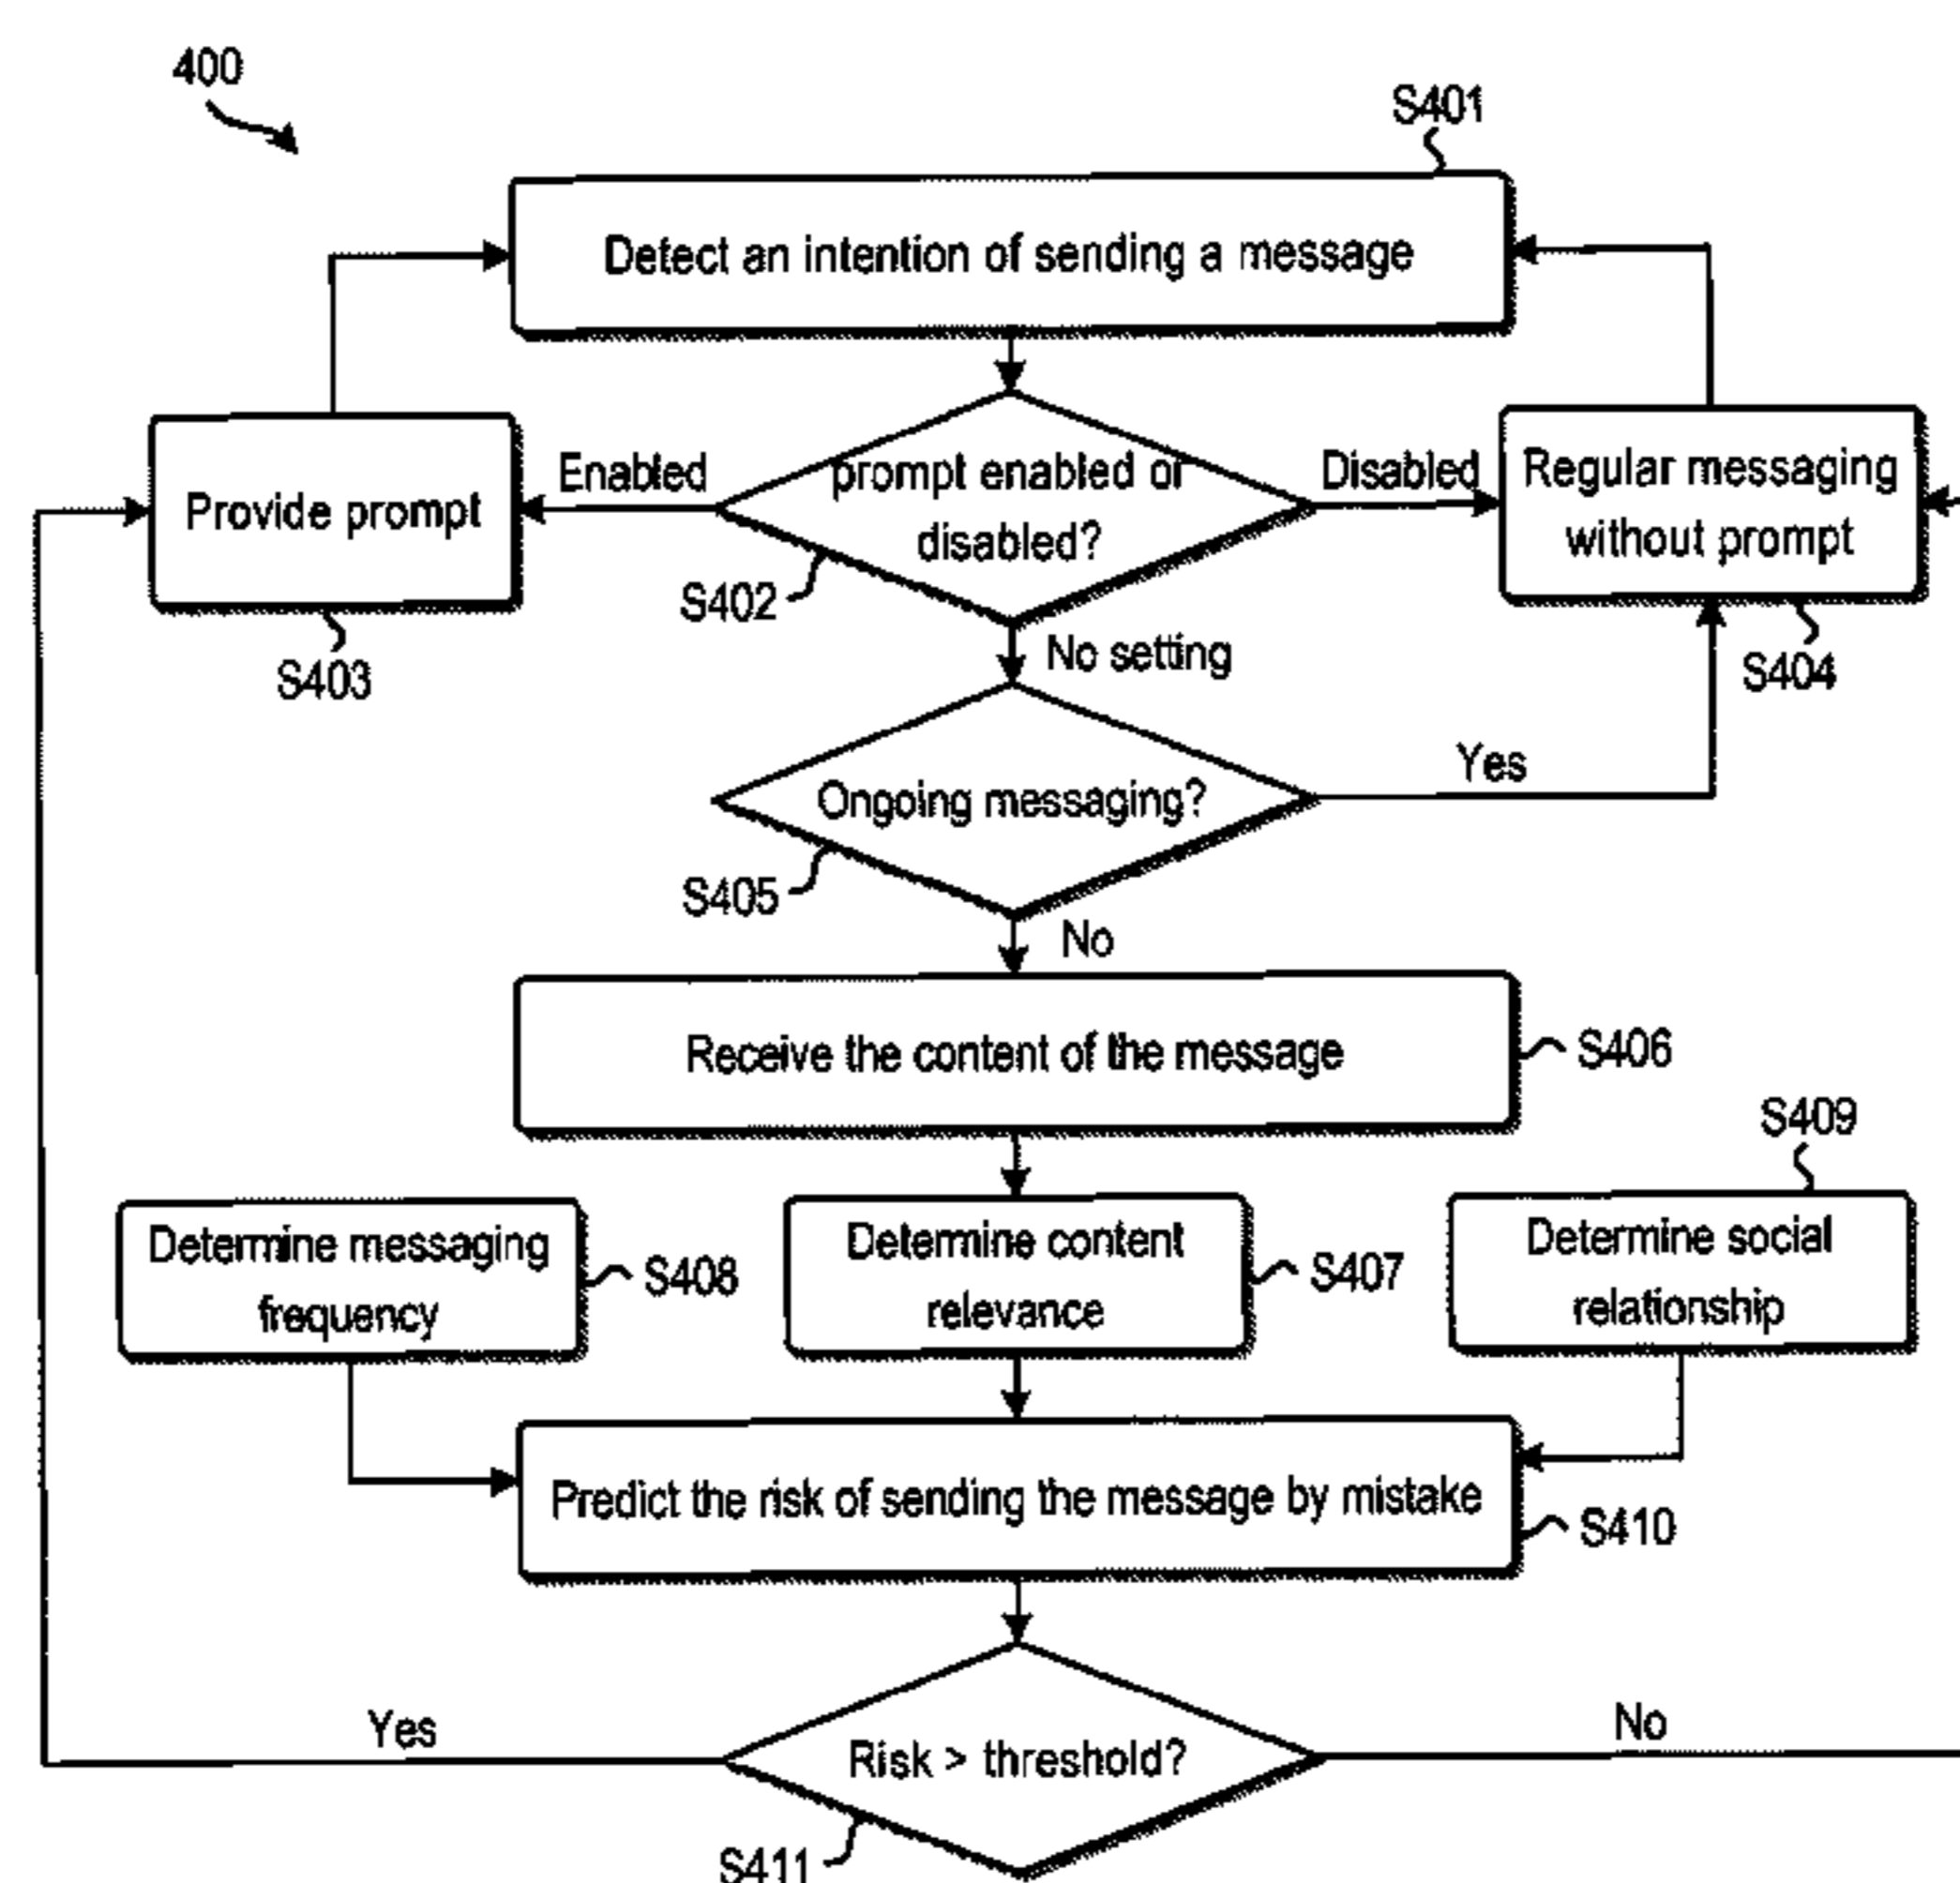 400
S401
Detect an intention of sending a message
Provide prompt
S403
Enabled
prompt enabled or
disabled?
S402
Disabled
Regular messaging
without prompt
S404
No setting
Ongoing messaging?
S405
Yes
No
Receive the content of the message
S406
Determine messaging
frequency
S408
Determine content
relevance
S407
S409
Determine social
relationship
Predict the risk of sending the message by mistake
S410
Yes
Risk > threshold?
No
S411